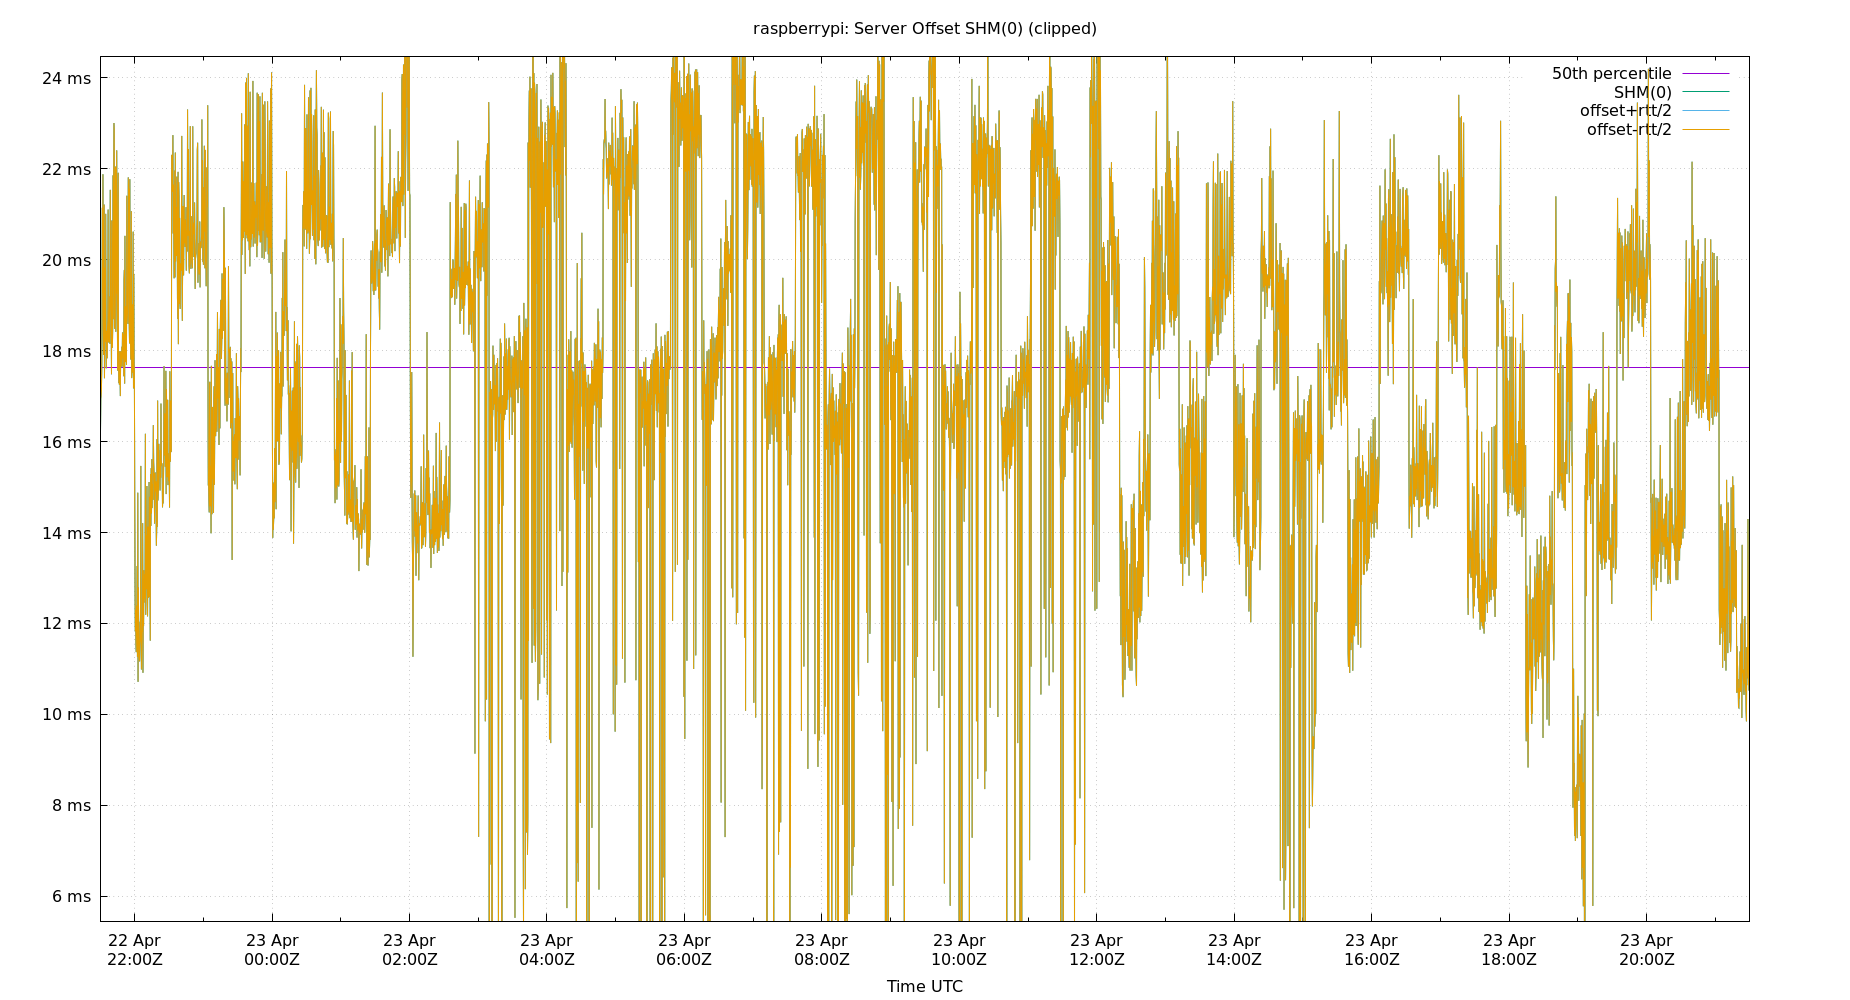 raspberrypi: Server Offset SHM(0) (clipped)
50th percentile
SHM(0)
offset+rtt/2
offset-rtt/2
24 ms
22 ms
20 ms
18 ms
16 ms
14 ms
12 ms
10 ms
8 ms
6 ms
22 Apr 23 Apr 23 Apr 23 Apr 23 Apr 23 Apr 23 Apr 23 Apr 23 Apr 23 Apr 23 Apr 23 Apr
22:00Z 00:00Z 02:00Z 04:00Z 06:00Z 08:00Z 10:00Z 12:00Z 14:00Z 16:00Z 18:00Z 20:00Z
Time UTC